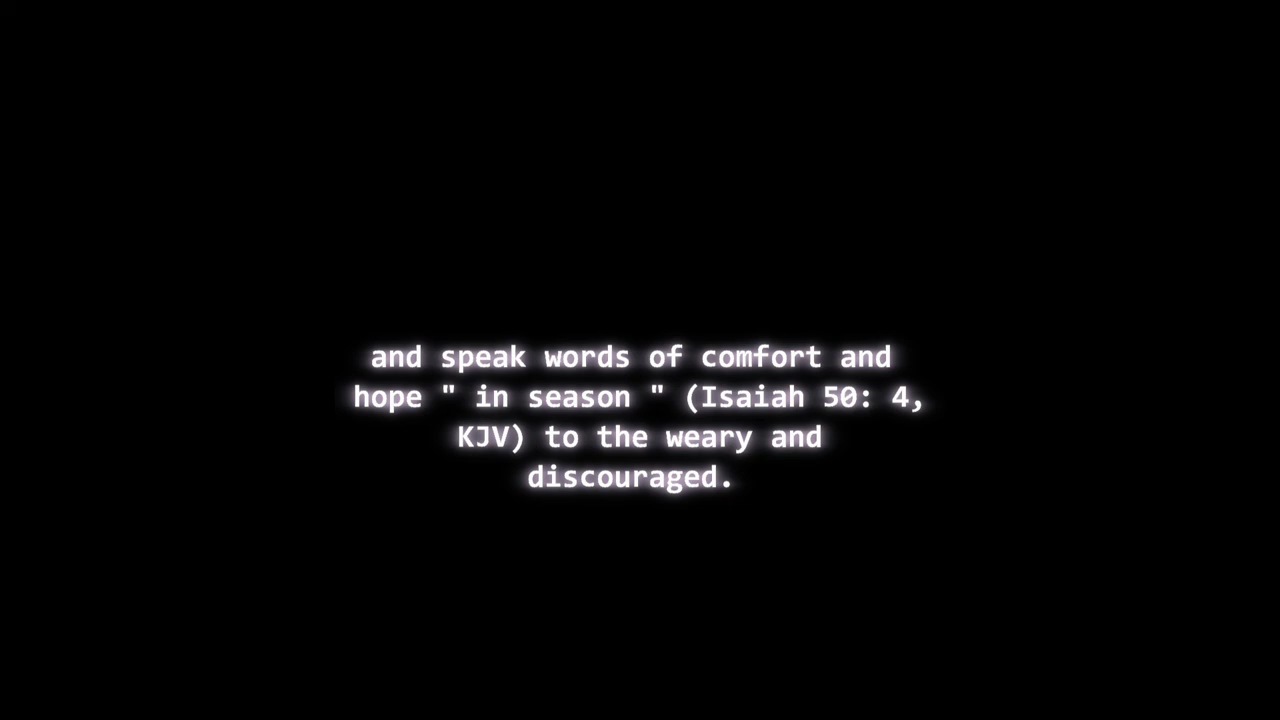 and speak words of comfort and
hope " in season " (Isaiah 50: 4,
KJV) to the weary and
discouraged.